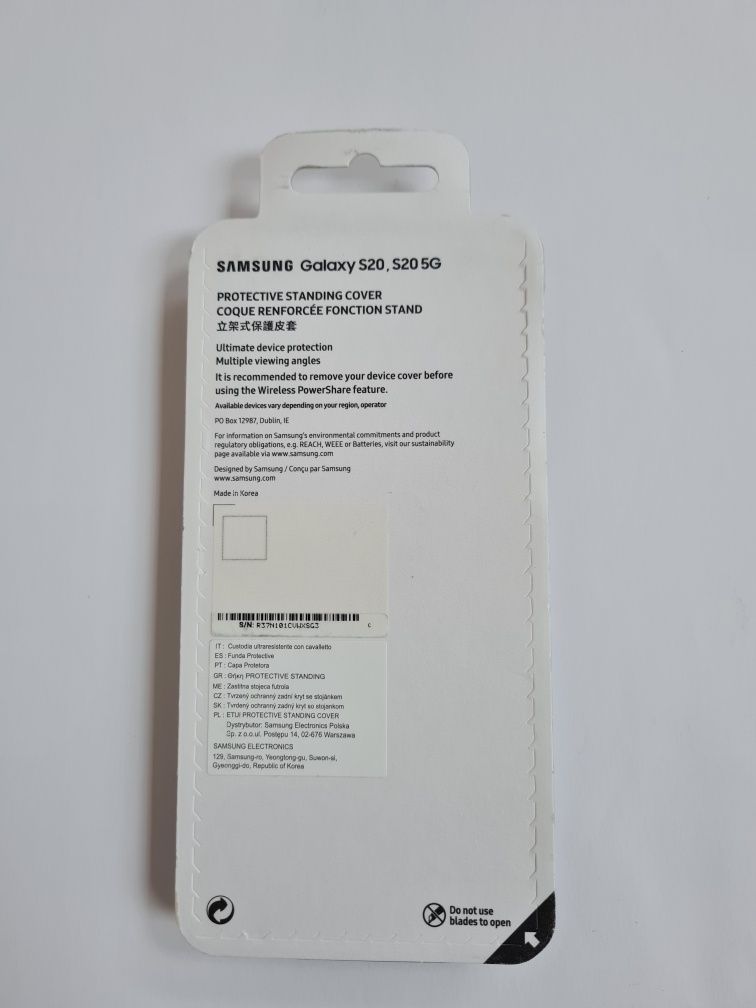 SAMSUNG Galaxy S20, S20 5G
PROTECTIVE STANDING COVER
COQUE RENFORCÉE FONCTION STAND
立架式保護皮套
Ultimate device protection
Multiple viewing angles
It is recommended to remove your device cover before
using the Wireless PowerShare feature.
Available devices vary depending on your region, operator
PO Box 12987, Dublin, IE
For information on Samsung's environmental commitments and product
regulatory obligations, e.g. REACH, WEEE or Batteries, visit our sustainability
page available via www.samsung.com
Designed by Samsung / Conçu par Samsung
www.samsung.com
Made in Korea
S/N: R37N101CVWXSG3
C
IT : Custodia ultraresistente con cavalletto
ES : Funda Protective
PT : Capa Protetora
GR : Θήκη PROTECTIVE STANDING
ME : Zastitna stojeca futrola
CZ : Tvrzený ochranný zadní kryt se stojánkem
SK : Tvrdený ochranný zadný kryt so stojankom
PL : ETUI PROTECTIVE STANDING COVER
Dystrybutor: Samsung Electronics Polska
Sp. z o.o.ul. Postępu 14, 02-676 Warszawa
SAMSUNG ELECTRONICS
129, Samsung-ro, Yeongtong-gu, Suwon-si,
Gyeonggi-do, Republic of Korea
Do not use
blades to open